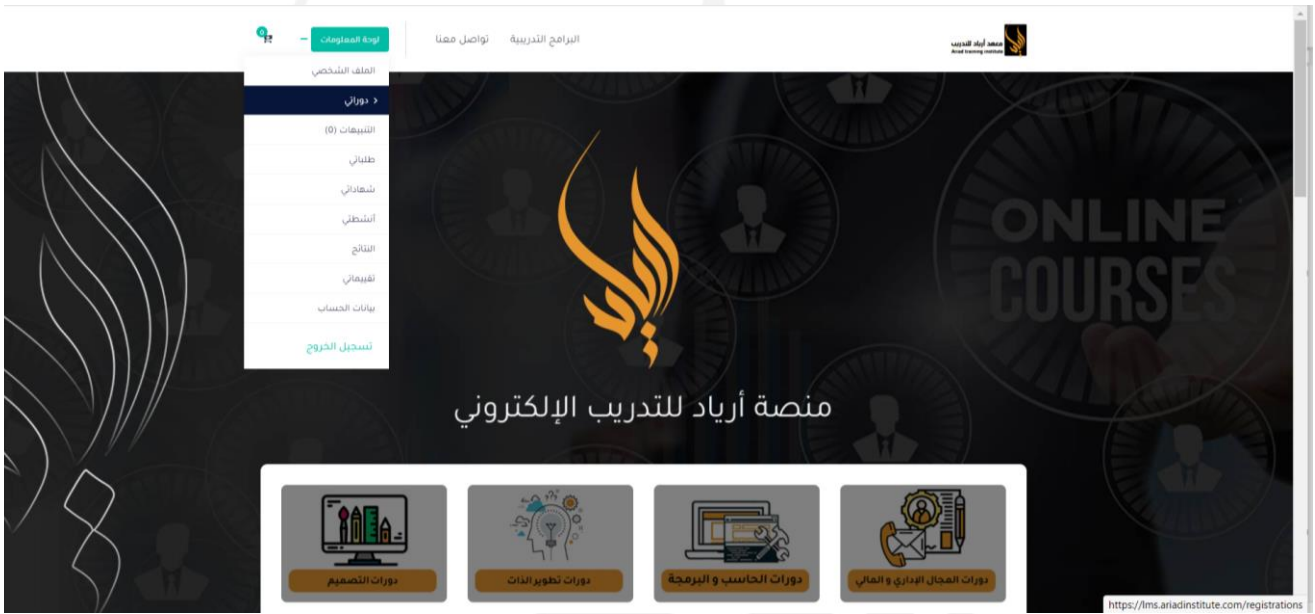 معهد أرياد للتدريب
Ariad training institute
البرامج التدريبية
تواصل معنا
لوحة المعلومات
0
الملف الشخصي
دوراتي
التنبيهات (0)
طلباتي
شهاداتي
أنشطتي
النتائج
تقييماتي
بيانات الحساب
تسجيل الخروج
ONLINE
COURSES
أرياد
منصة أرياد للتدريب الإلكتروني
دورات المجال الإداري و المالي
دورات الحاسب و البرمجة
دورات تطوير الذات
دورات التصميم
https://lms.ariadinstitute.com/registrations